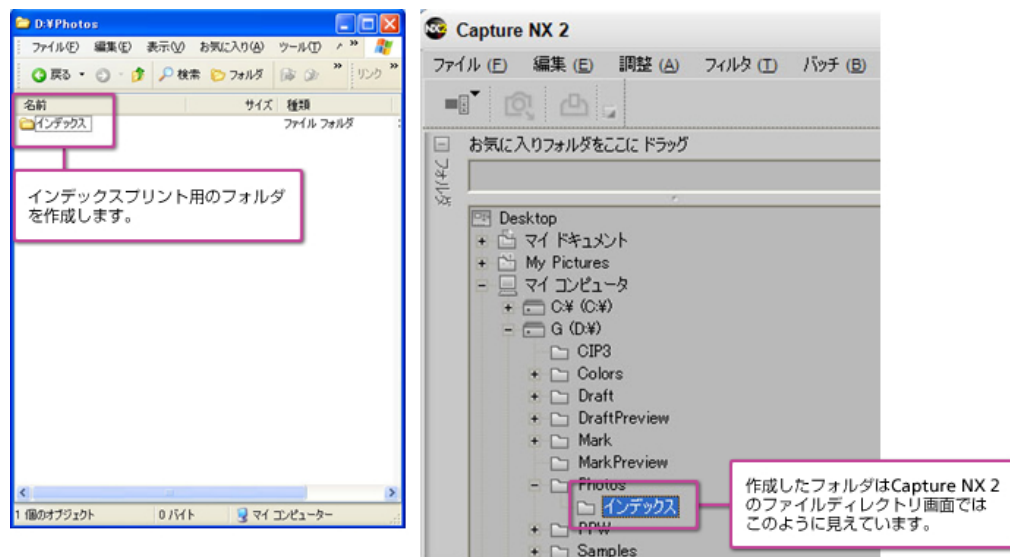 D:¥Photos
ファイル(F) 編集(E) 表示(V) お気に入り(A) ツール(T) »
戻る 検索 フォルダ » リンク »
名前 サイズ 種類
インデックス ファイル フォルダ
インデックスプリント用のフォルダ
を作成します。
1 個のオブジェクト 0 バイト マイ コンピューター
NX2 Capture NX 2
ファイル (F) 編集 (E) 調整 (A) フィルタ (T) バッチ (B)
お気に入りフォルダをここに ドラッグ
フォルダ
Desktop
マイ ドキュメント
My Pictures
マイ コンピュータ
C:¥ (C:¥)
G (D:¥)
CIP3
Colors
Draft
DraftPreview
Mark
MarkPreview
Photos
インデックス
PPW
Samples
作成したフォルダはCapture NX 2
のファイルディレクトリ画面では
このように見えています。